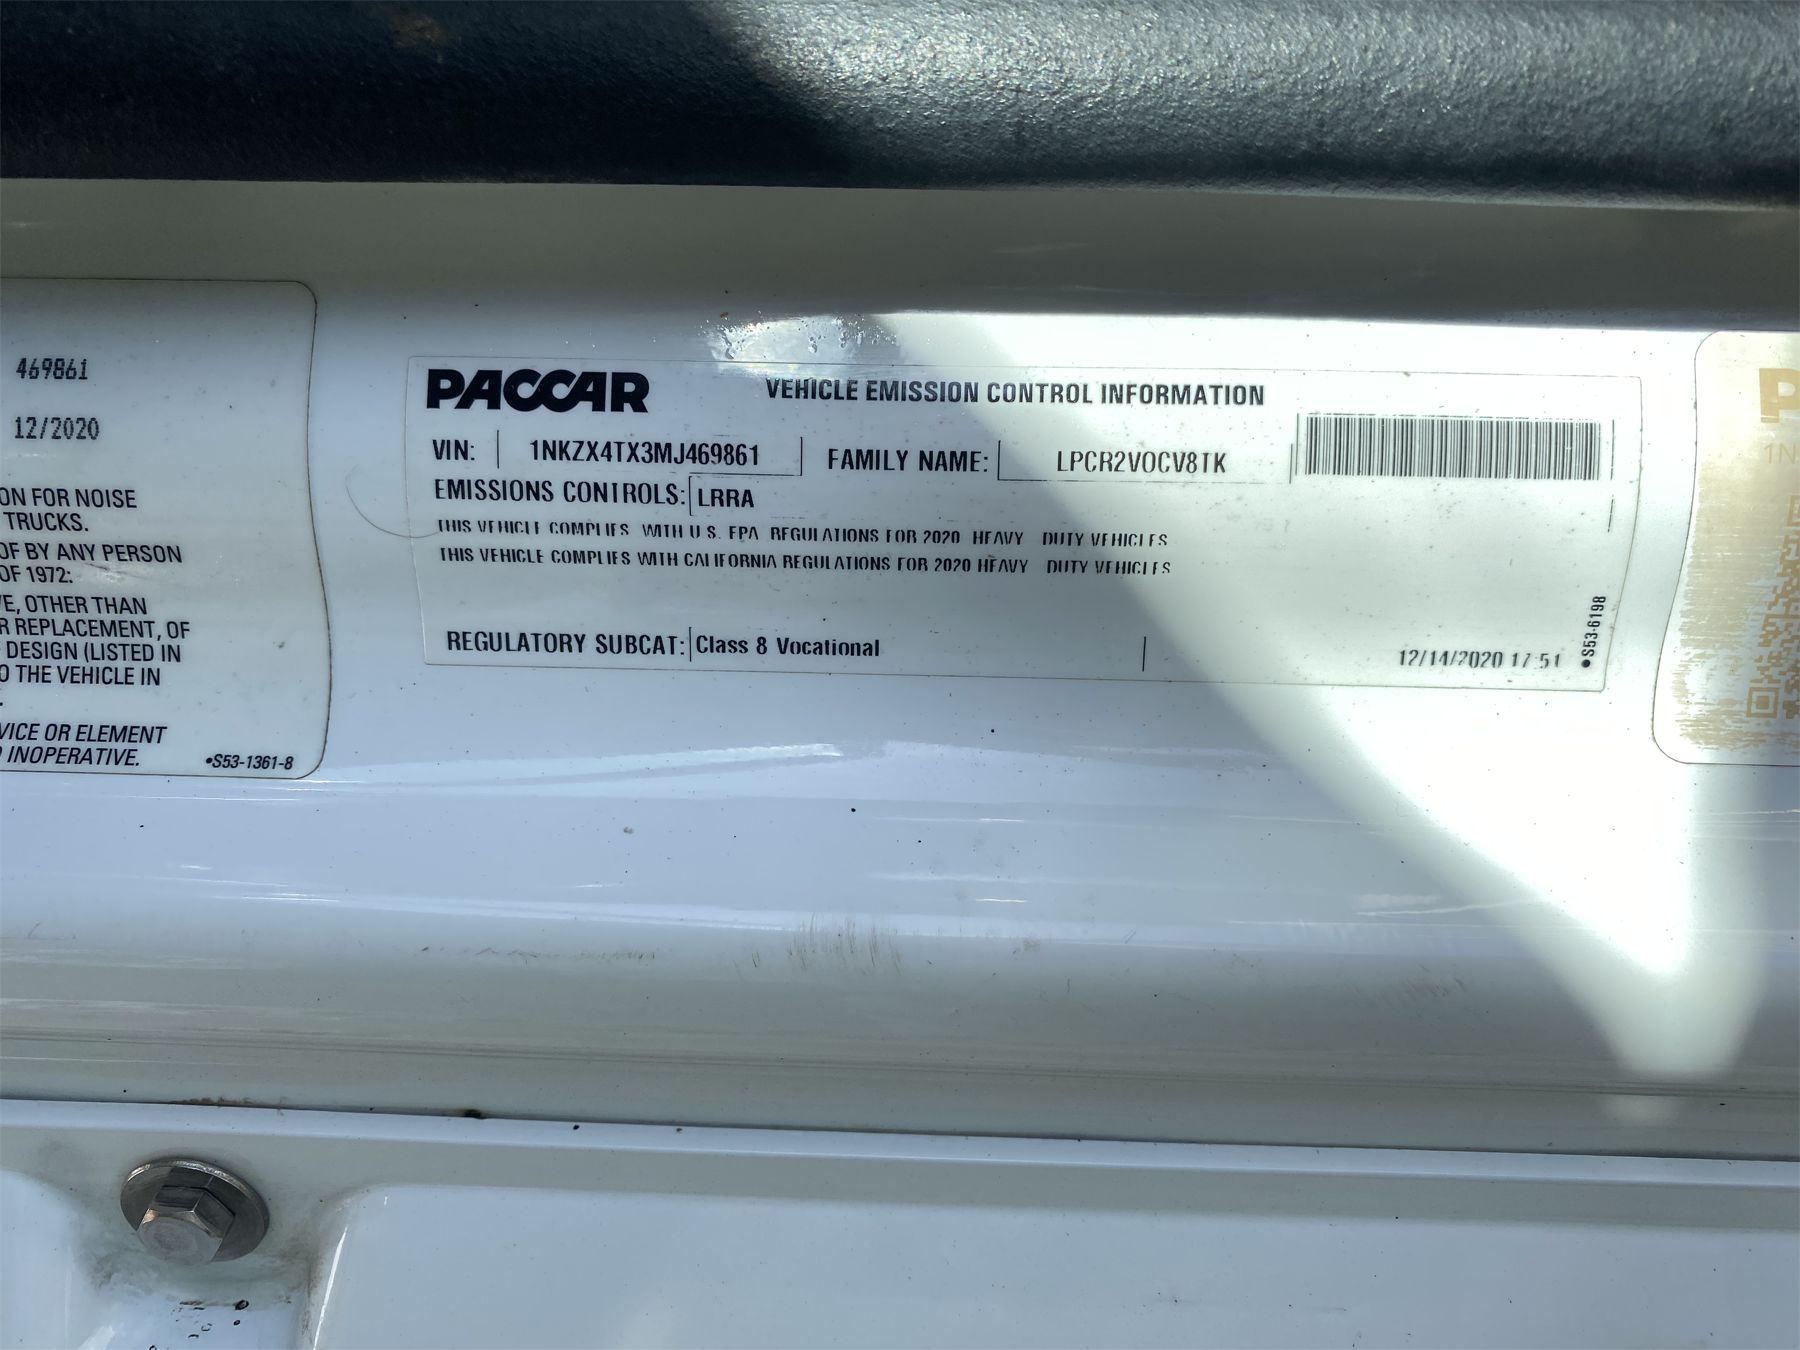 469861
12/2020
ON FOR NOISE
TRUCKS.
OF BY ANY PERSON
OF 1972:
VE, OTHER THAN
R REPLACEMENT, OF
DESIGN (LISTED IN
O THE VEHICLE IN
VICE OR ELEMENT
INOPERATIVE.
•S53-1361-8
PACCAR
VEHICLE EMISSION CONTROL INFORMATION
VIN: 1NKZX4TX3MJ469861 FAMILY NAME: LPCR2VOCV8TK
EMISSIONS CONTROLS: LRRA
THIS VEHICLE COMPLIES WITH U.S. EPA REGULATIONS FOR 2020 HEAVY DUTY VEHICLES
THIS VEHICLE COMPLIES WITH CALIFORNIA REGULATIONS FOR 2020 HEAVY DUTY VEHICLES
REGULATORY SUBCAT: Class 8 Vocational
12/14/2020 17:51
•S53-6198
P
1N